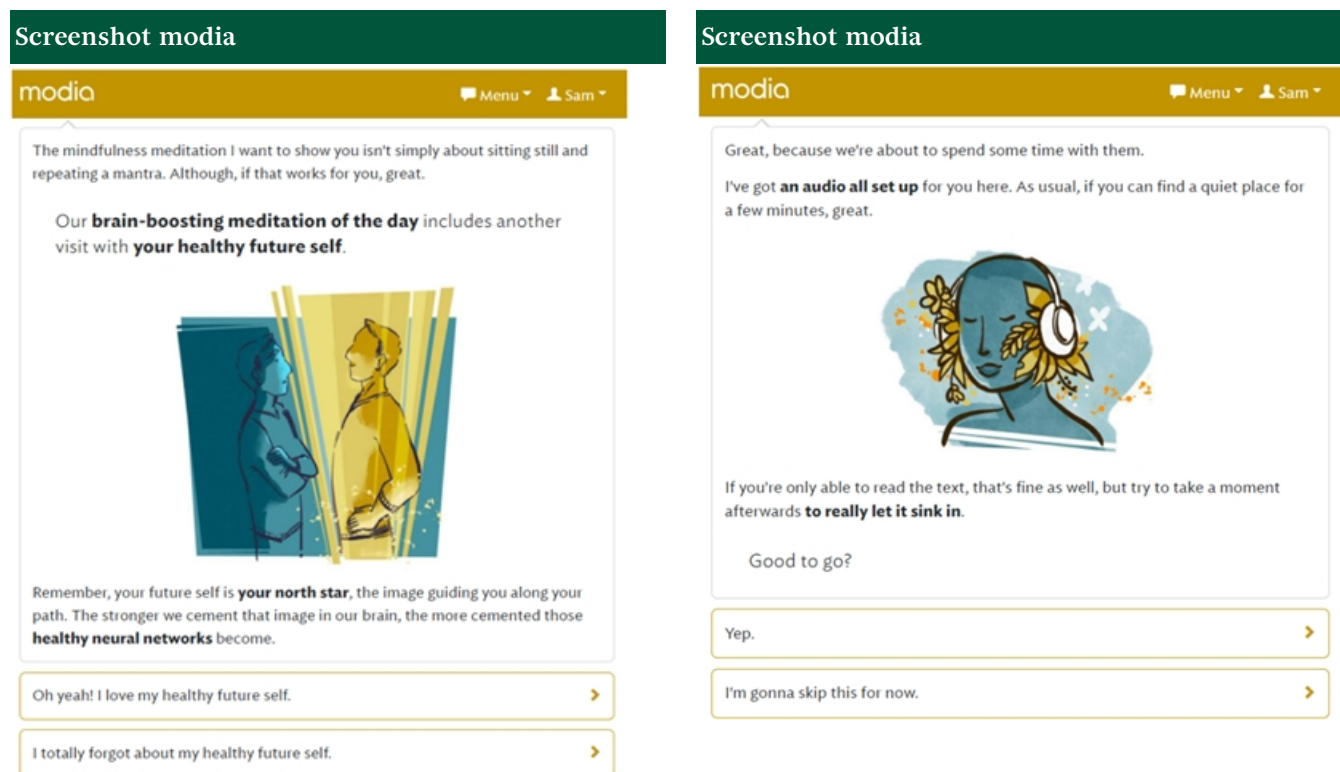 Screenshot modia
modia
Menu
Sam
The mindfulness meditation I want to show you isn't simply about sitting still and
repeating a mantra. Although, if that works for you, great.
Our brain-boosting meditation of the day includes another
visit with your healthy future self.
Remember, your future self is your north star, the image guiding you along your
path. The stronger we cement that image in our brain, the more cemented those
healthy neural networks become.
Oh yeah! I love my healthy future self.
I totally forgot about my healthy future self.
Screenshot modia
modia
Menu
Sam
Great, because we're about to spend some time with them.
I've got an audio all set up for you here. As usual, if you can find a quiet place for
a few minutes, great.
If you're only able to read the text, that's fine as well, but try to take a moment
afterwards to really let it sink in.
Good to go?
Yep.
I'm gonna skip this for now.